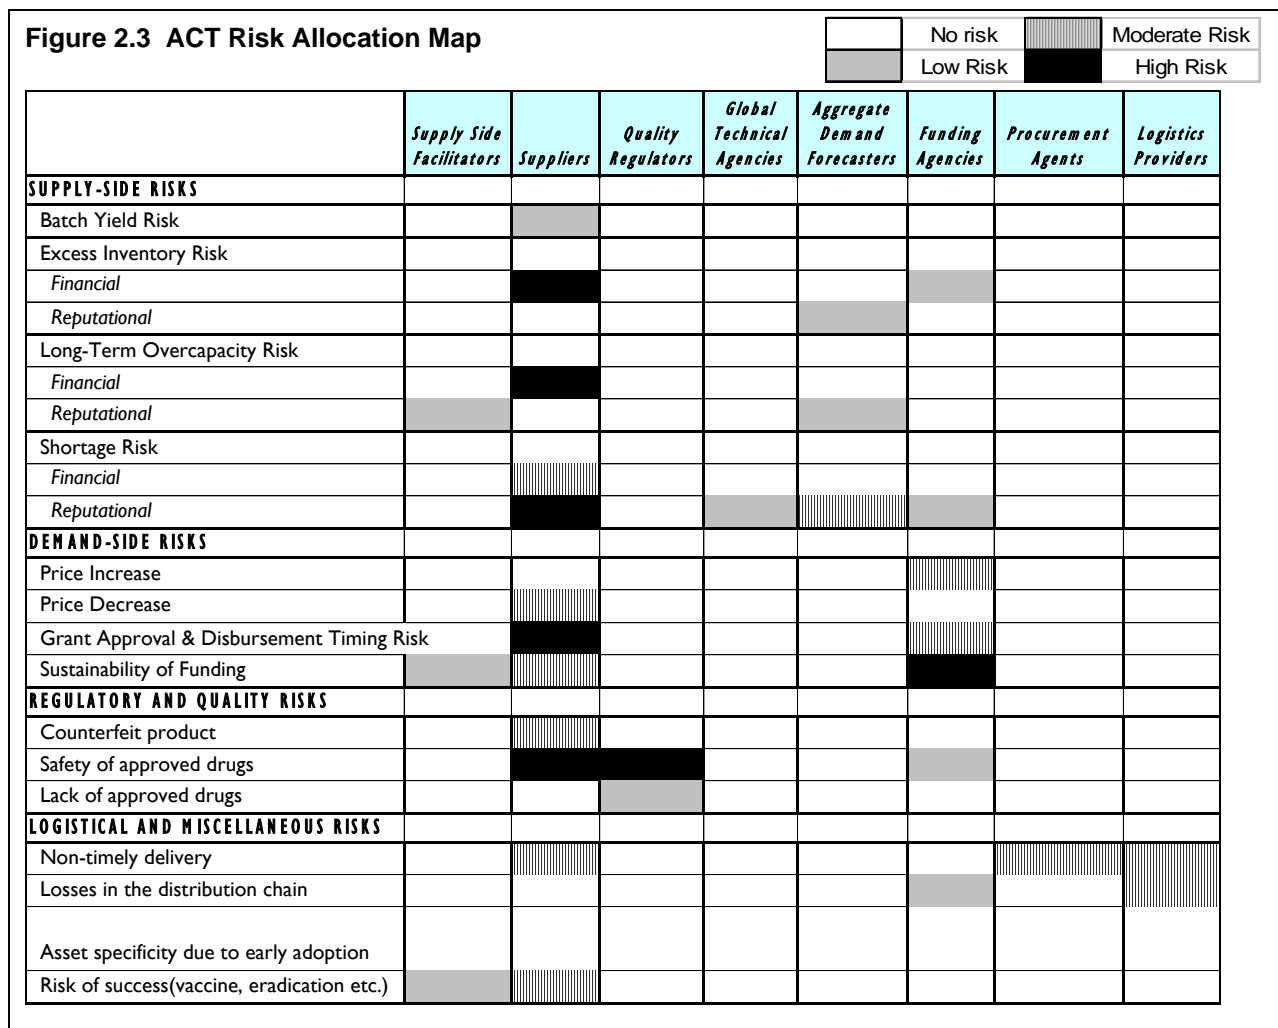 Figure 2.3 ACT Risk Allocation Map
No risk
Moderate Risk
Low Risk
High Risk
Supply Side
Facilitators
Suppliers
Quality
Regulators
Global
Technical
Agencies
Aggregate
Demand
Forecasters
Funding
Agencies
Procurement
Agents
Logistics
Providers
SUPPLY-SIDE RISKS
Batch Yield Risk
Excess Inventory Risk
Financial
Reputational
Long-Term Overcapacity Risk
Financial
Reputational
Shortage Risk
Financial
Reputational
DEMAND-SIDE RISKS
Price Increase
Price Decrease
Grant Approval & Disbursement Timing Risk
Sustainability of Funding
REGULATORY AND QUALITY RISKS
Counterfeit product
Safety of approved drugs
Lack of approved drugs
LOGISTICAL AND MISCELLANEOUS RISKS
Non-timely delivery
Losses in the distribution chain
Asset specificity due to early adoption
Risk of success(vaccine, eradication etc.)